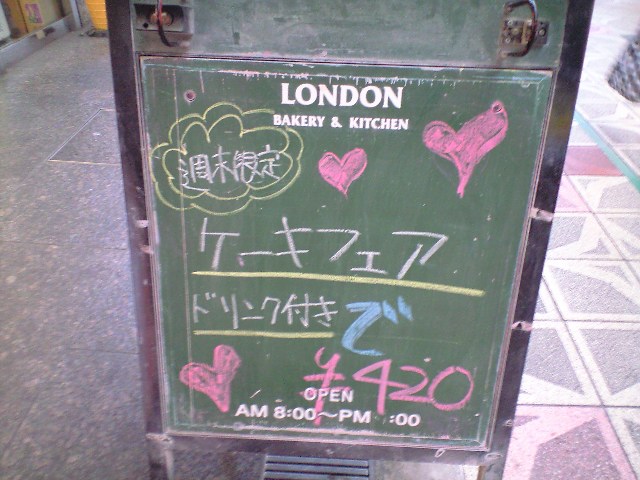 LONDON
BAKERY & KITCHEN
週末限定
ケーキフェア
ドリンク付きで
¥420
OPEN
AM 8:00～PM :00